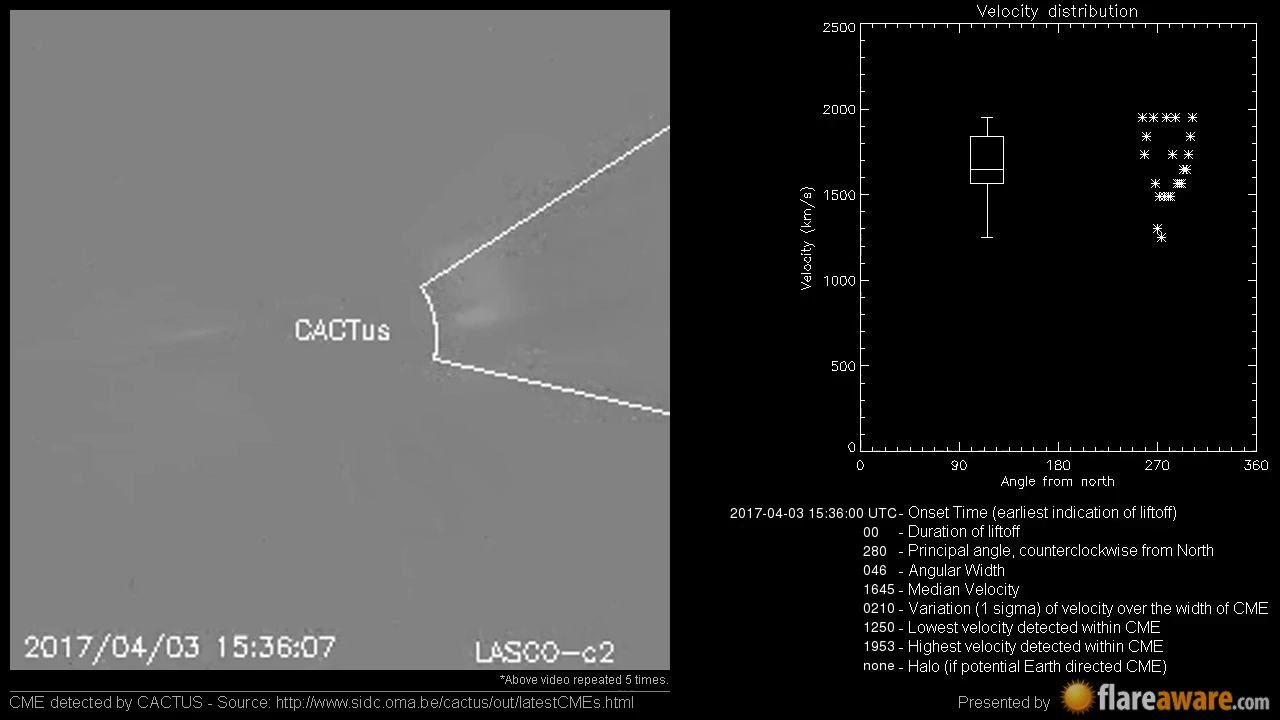 CACTus
2017/04/03 15:36:07
LASCO-c2
*Above video repeated 5 times.
CME detected by CACTUS - Source: http://www.sidc.oma.be/cactus/out/latestCMEs.html
Velocity distribution
2500
2000
1500
1000
500
0
Velocity (km/s)
0 90 180 270 360
Angle from north
2017-04-03 15:36:00 UTC - Onset Time (earliest indication of liftoff)
00 - Duration of liftoff
280 - Principal angle, counterclockwise from North
046 - Angular Width
1645 - Median Velocity
0210 - Variation (1 sigma) of velocity over the width of CME
1250 - Lowest velocity detected within CME
1953 - Highest velocity detected within CME
none - Halo (if potential Earth directed CME)
Presented by flareaware.com